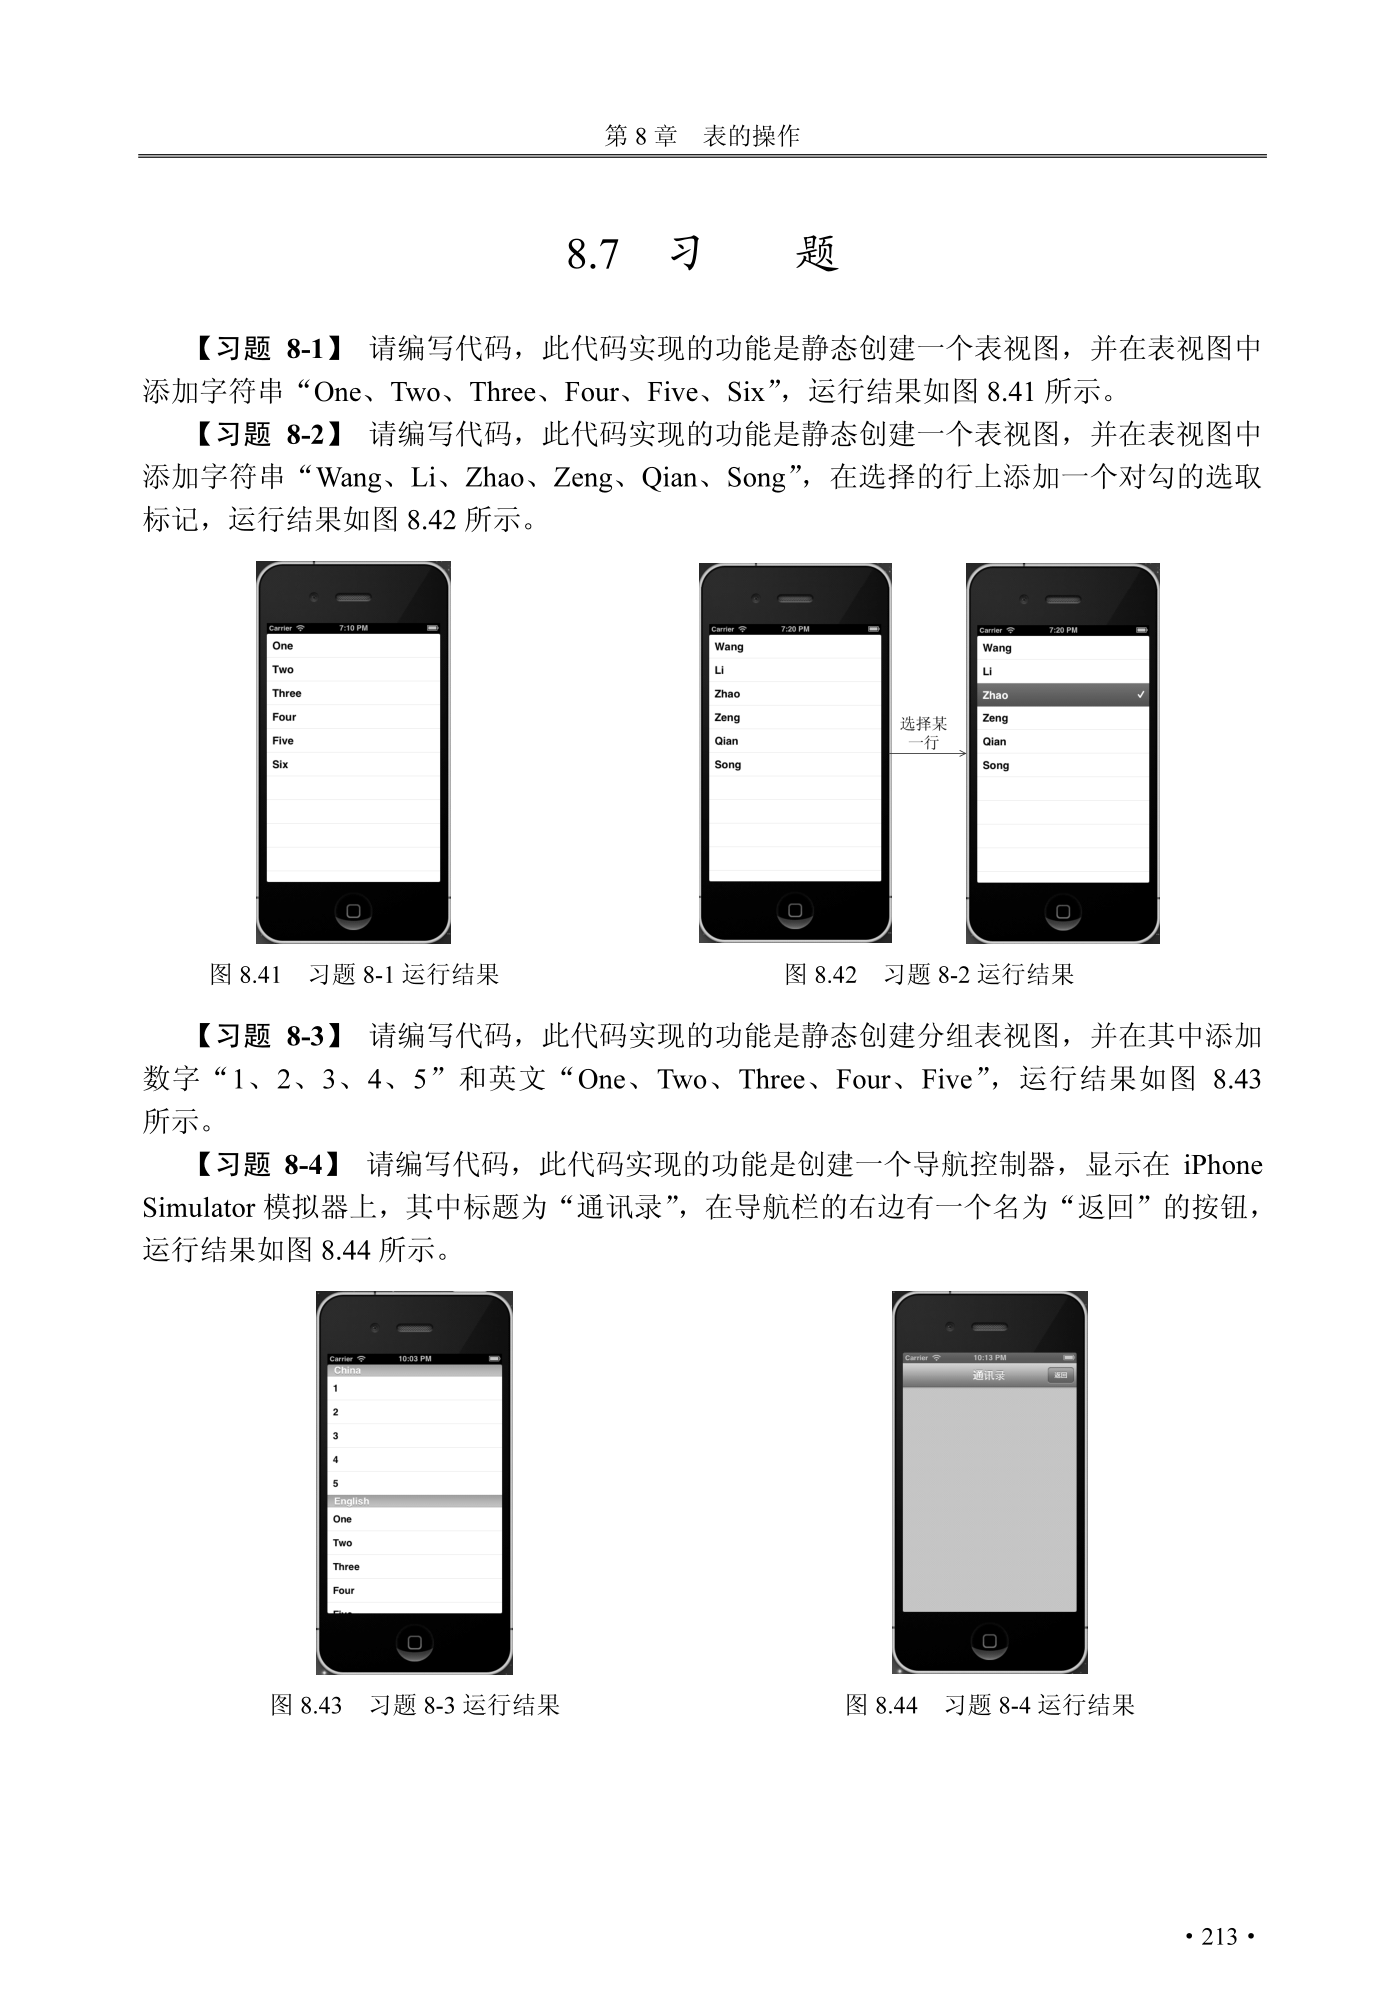 第 8 章　表的操作
8.7　习　　题
【习题 8-1】 请编写代码，此代码实现的功能是静态创建一个表视图，并在表视图中
添加字符串“One、Two、Three、Four、Five、Six”，运行结果如图 8.41 所示。
【习题 8-2】 请编写代码，此代码实现的功能是静态创建一个表视图，并在表视图中
添加字符串“Wang、Li、Zhao、Zeng、Qian、Song”，在选择的行上添加一个对勾的选取
标记，运行结果如图 8.42 所示。
Carrier 7:10 PM
One
Two
Three
Four
Five
Six
Carrier 7:20 PM
Wang
Li
Zhao
Zeng
Qian
Song
选择某
一行
Carrier 7:20 PM
Wang
Li
Zhao
Zeng
Qian
Song
图 8.41　习题 8-1 运行结果
图 8.42　习题 8-2 运行结果
【习题 8-3】 请编写代码，此代码实现的功能是静态创建分组表视图，并在其中添加
数字“1、2、3、4、5”和英文“One、Two、Three、Four、Five”，运行结果如图 8.43
所示。
【习题 8-4】 请编写代码，此代码实现的功能是创建一个导航控制器，显示在 iPhone
Simulator 模拟器上，其中标题为“通讯录”，在导航栏的右边有一个名为“返回”的按钮，
运行结果如图 8.44 所示。
Carrier 10:03 PM
China
1
2
3
4
5
English
One
Two
Three
Four
Five
Carrier 10:13 PM
通讯录 返回
图 8.43　习题 8-3 运行结果
图 8.44　习题 8-4 运行结果
• 213 •